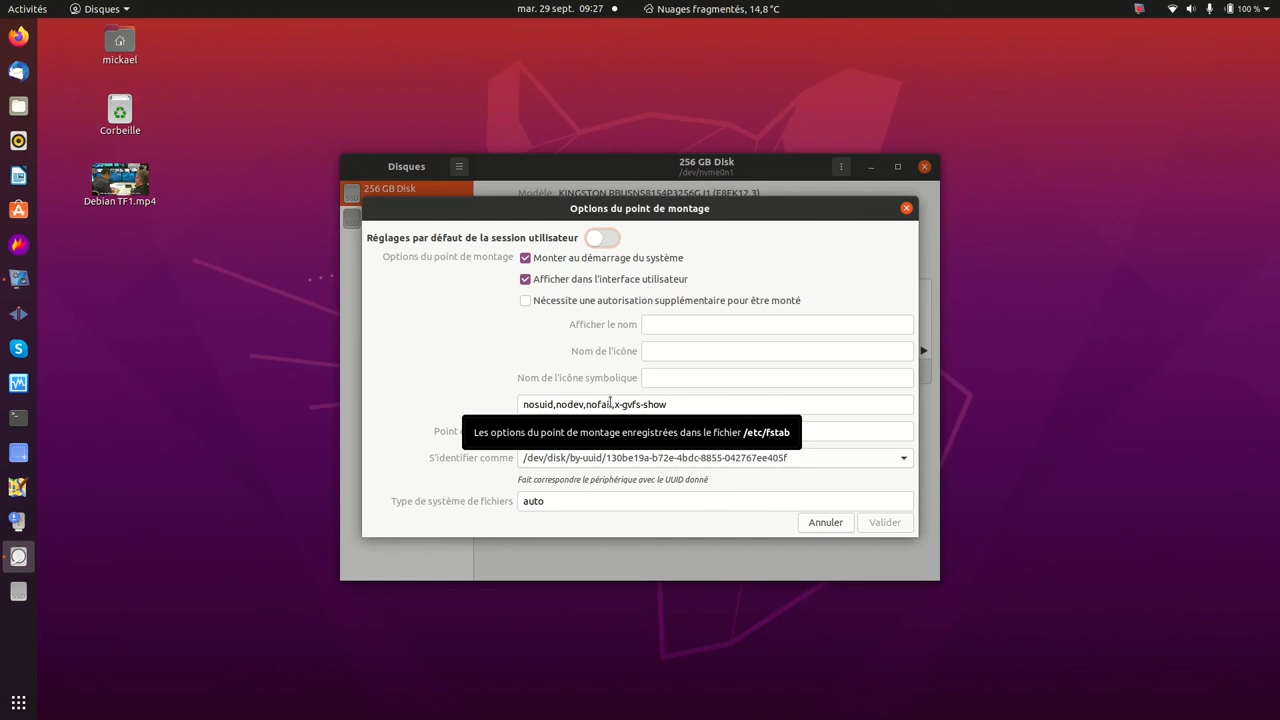 Activités
Disques
mar. 29 sept. 09:27
Nuages fragmentés, 14,8 °C
100 %
mickael
Corbeille
Debian TF1.mp4
Disques
256 GB Disk
/dev/nvme0n1
256 GB Disk
Options du point de montage
Réglages par défaut de la session utilisateur
Options du point de montage
Monter au démarrage du système
Afficher dans l'interface utilisateur
Nécessite une autorisation supplémentaire pour être monté
Afficher le nom
Nom de l'icône
Nom de l'icône symbolique
nosuid,nodev,nofail,x-gvfs-show
Les options du point de montage enregistrées dans le fichier /etc/fstab
Point
S'identifier comme
/dev/disk/by-uuid/130be19a-b72e-4bdc-8855-042767ee405f
Fait correspondre le périphérique avec le UUID donné
Type de système de fichiers
auto
Annuler
Valider